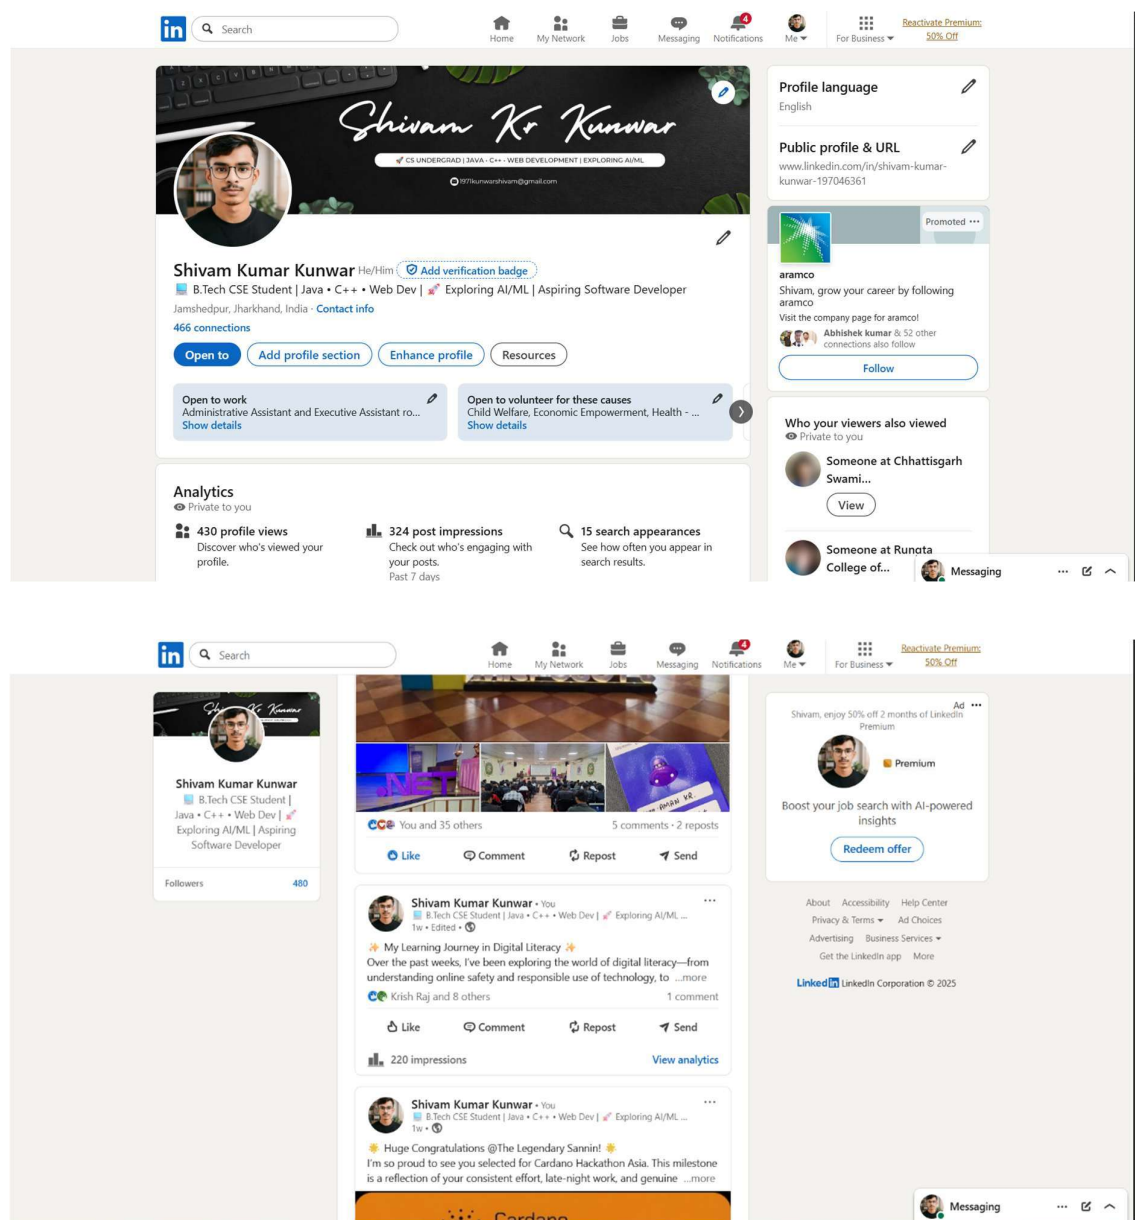 in
Search
Home
My Network
Jobs
Messaging
4
Notifications
Me
For Business
Reactivate Premium:
50% Off
Shivam Kr Kunwar
🚀 CS UNDERGRAD | JAVA • C++ • WEB DEVELOPMENT | EXPLORING AI/ML
1971kunwarshivam@gmail.com
Shivam Kumar Kunwar He/Him Add verification badge
💻 B.Tech CSE Student | Java • C++ • Web Dev | 🚀 Exploring AI/ML | Aspiring Software Developer
Jamshedpur, Jharkhand, India · Contact info
466 connections
Open to
Add profile section
Enhance profile
Resources
Open to work
Administrative Assistant and Executive Assistant ro...
Show details
Open to volunteer for these causes
Child Welfare, Economic Empowerment, Health - ...
Show details
Analytics
Private to you
430 profile views
Discover who's viewed your
profile.
324 post impressions
Check out who's engaging with
your posts.
Past 7 days
15 search appearances
See how often you appear in
search results.
Profile language
English
Public profile & URL
www.linkedin.com/in/shivam-kumar-
kunwar-197046361
Promoted ···
aramco
Shivam, grow your career by following
aramco
Visit the company page for aramco!
Abhishek kumar & 52 other
connections also follow
Follow
Who your viewers also viewed
Private to you
Someone at Chhattisgarh
Swami...
View
Someone at Rungta
College of...
Messaging
in
Search
Home
My Network
Jobs
Messaging
4
Notifications
Me
For Business
Reactivate Premium:
50% Off
Shivam Kumar Kunwar
💻 B.Tech CSE Student |
Java • C++ • Web Dev | 🚀
Exploring AI/ML | Aspiring
Software Developer
Followers 480
.NET
AMAN KR.
You and 35 others
5 comments · 2 reposts
Like
Comment
Repost
Send
Shivam Kumar Kunwar • You
💻 B.Tech CSE Student | Java • C++ • Web Dev | 🚀 Exploring AI/ML ...
1w • Edited •
✨ My Learning Journey in Digital Literacy ✨
Over the past weeks, I've been exploring the world of digital literacy—from
understanding online safety and responsible use of technology, to ...more
Krish Raj and 8 others
1 comment
Like
Comment
Repost
Send
220 impressions
View analytics
Shivam Kumar Kunwar • You
💻 B.Tech CSE Student | Java • C++ • Web Dev | 🚀 Exploring AI/ML ...
1w •
🌟 Huge Congratulations @The Legendary Sannin! 🌟
I'm so proud to see you selected for Cardano Hackathon Asia. This milestone
is a reflection of your consistent effort, late-night work, and genuine ...more
Cardano
Ad ···
Shivam, enjoy 50% off 2 months of LinkedIn
Premium
Premium
Boost your job search with AI-powered
insights
Redeem offer
About Accessibility Help Center
Privacy & Terms Ad Choices
Advertising Business Services
Get the LinkedIn app More
LinkedIn LinkedIn Corporation © 2025
Messaging